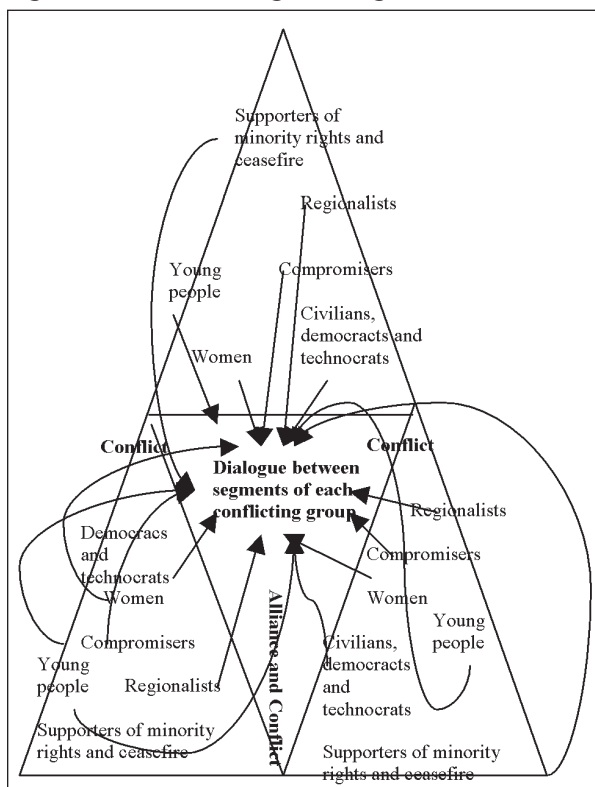 Supporters of
minority rights and
ceasefire
Regionalists
Young
people
Compromisers
Civilians,
democrats and
technocrats
Women
Conflict
Conflict
Dialogue between
segments of each
conflicting group
Regionalists
Democracs
and
technocrats
Compromisers
Women
Women
Alliance and Conflict
Young
people
Compromisers
Civilians,
democracts
and
technocrats
Young
people
Regionalists
Supporters of minority
rights and ceasefire
Supporters of minority
rights and ceasefire